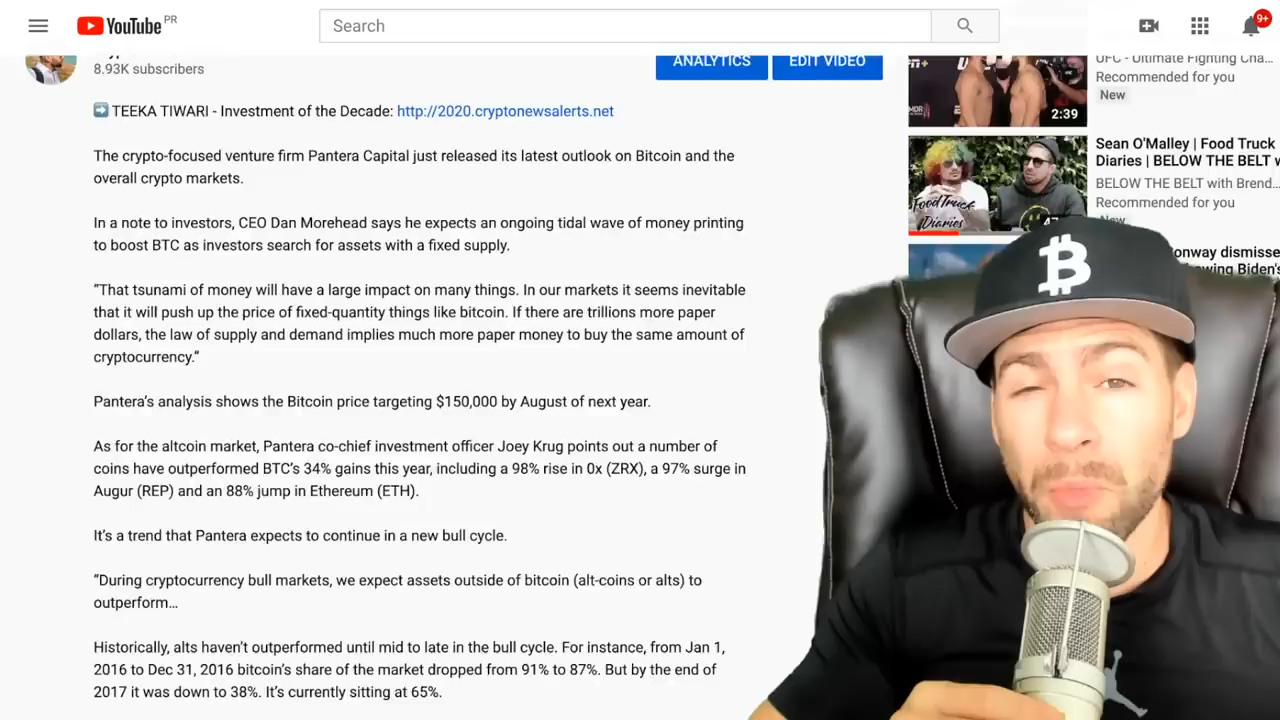 YouTube PR
Search
9+
8.93K subscribers
ANALYTICS
EDIT VIDEO
➡ TEEKA TIWARI - Investment of the Decade: http://2020.cryptonewsalerts.net
The crypto-focused venture firm Pantera Capital just released its latest outlook on Bitcoin and the
overall crypto markets.
In a note to investors, CEO Dan Morehead says he expects an ongoing tidal wave of money printing
to boost BTC as investors search for assets with a fixed supply.
“That tsunami of money will have a large impact on many things. In our markets it seems inevitable
that it will push up the price of fixed-quantity things like bitcoin. If there are trillions more paper
dollars, the law of supply and demand implies much more paper money to buy the same amount of
cryptocurrency.”
Pantera’s analysis shows the Bitcoin price targeting $150,000 by August of next year.
As for the altcoin market, Pantera co-chief investment officer Joey Krug points out a number of
coins have outperformed BTC’s 34% gains this year, including a 98% rise in 0x (ZRX), a 97% surge in
Augur (REP) and an 88% jump in Ethereum (ETH).
It’s a trend that Pantera expects to continue in a new bull cycle.
“During cryptocurrency bull markets, we expect assets outside of bitcoin (alt-coins or alts) to
outperform…
Historically, alts haven’t outperformed until mid to late in the bull cycle. For instance, from Jan 1,
2016 to Dec 31, 2016 bitcoin’s share of the market dropped from 91% to 87%. But by the end of
2017 it was down to 38%. It’s currently sitting at 65%.
UFC - Ultimate Fighting Cha...
Recommended for you
New
2:39
Sean O'Malley | Food Truck
Diaries | BELOW THE BELT w
BELOW THE BELT with Brend...
Recommended for you
New
Food Truck
Diaries
onway dismisse
owing Biden's